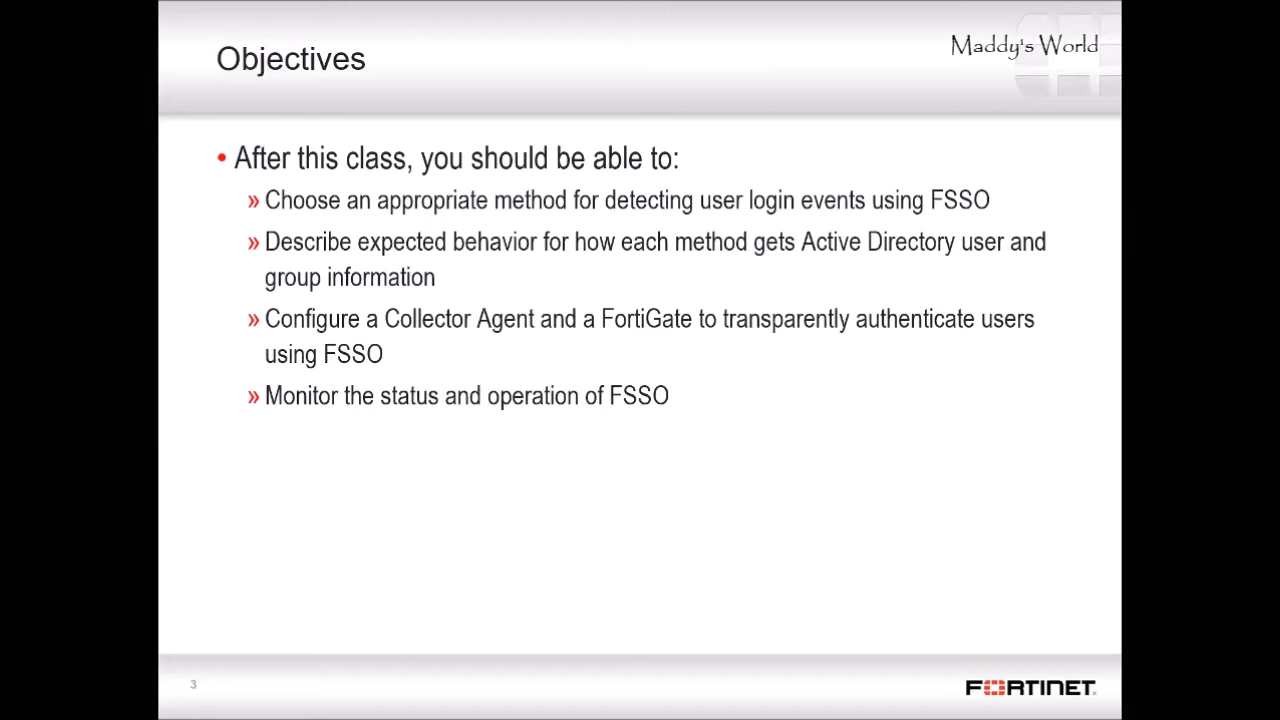 Objectives
Maddy's World
• After this class, you should be able to:
» Choose an appropriate method for detecting user login events using FSSO
» Describe expected behavior for how each method gets Active Directory user and
group information
» Configure a Collector Agent and a FortiGate to transparently authenticate users
using FSSO
» Monitor the status and operation of FSSO
3
FORTINET